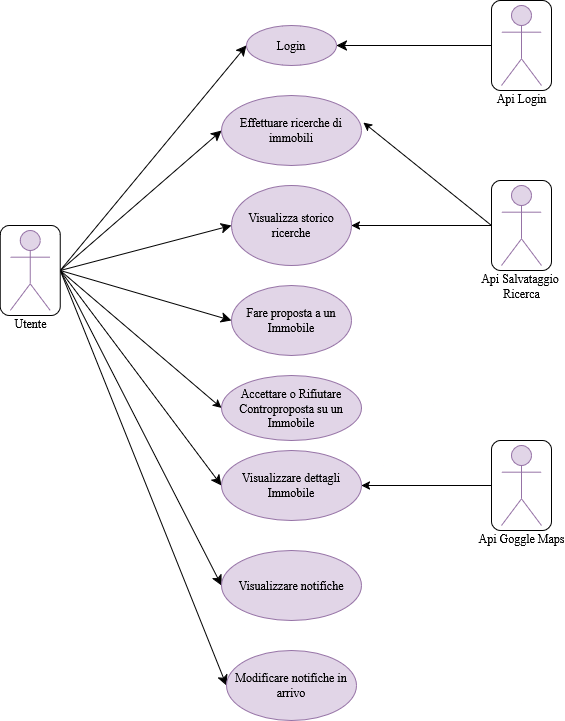 Login
Api Login
Effettuare ricerche di
immobili
Visualizza storico
ricerche
Api Salvataggio
Ricerca
Utente
Fare proposta a un
Immobile
Accettare o Rifiutare
Controproposta su un
Immobile
Visualizzare dettagli
Immobile
Api Goggle Maps
Visualizzare notifiche
Modificare notifiche in
arrivo